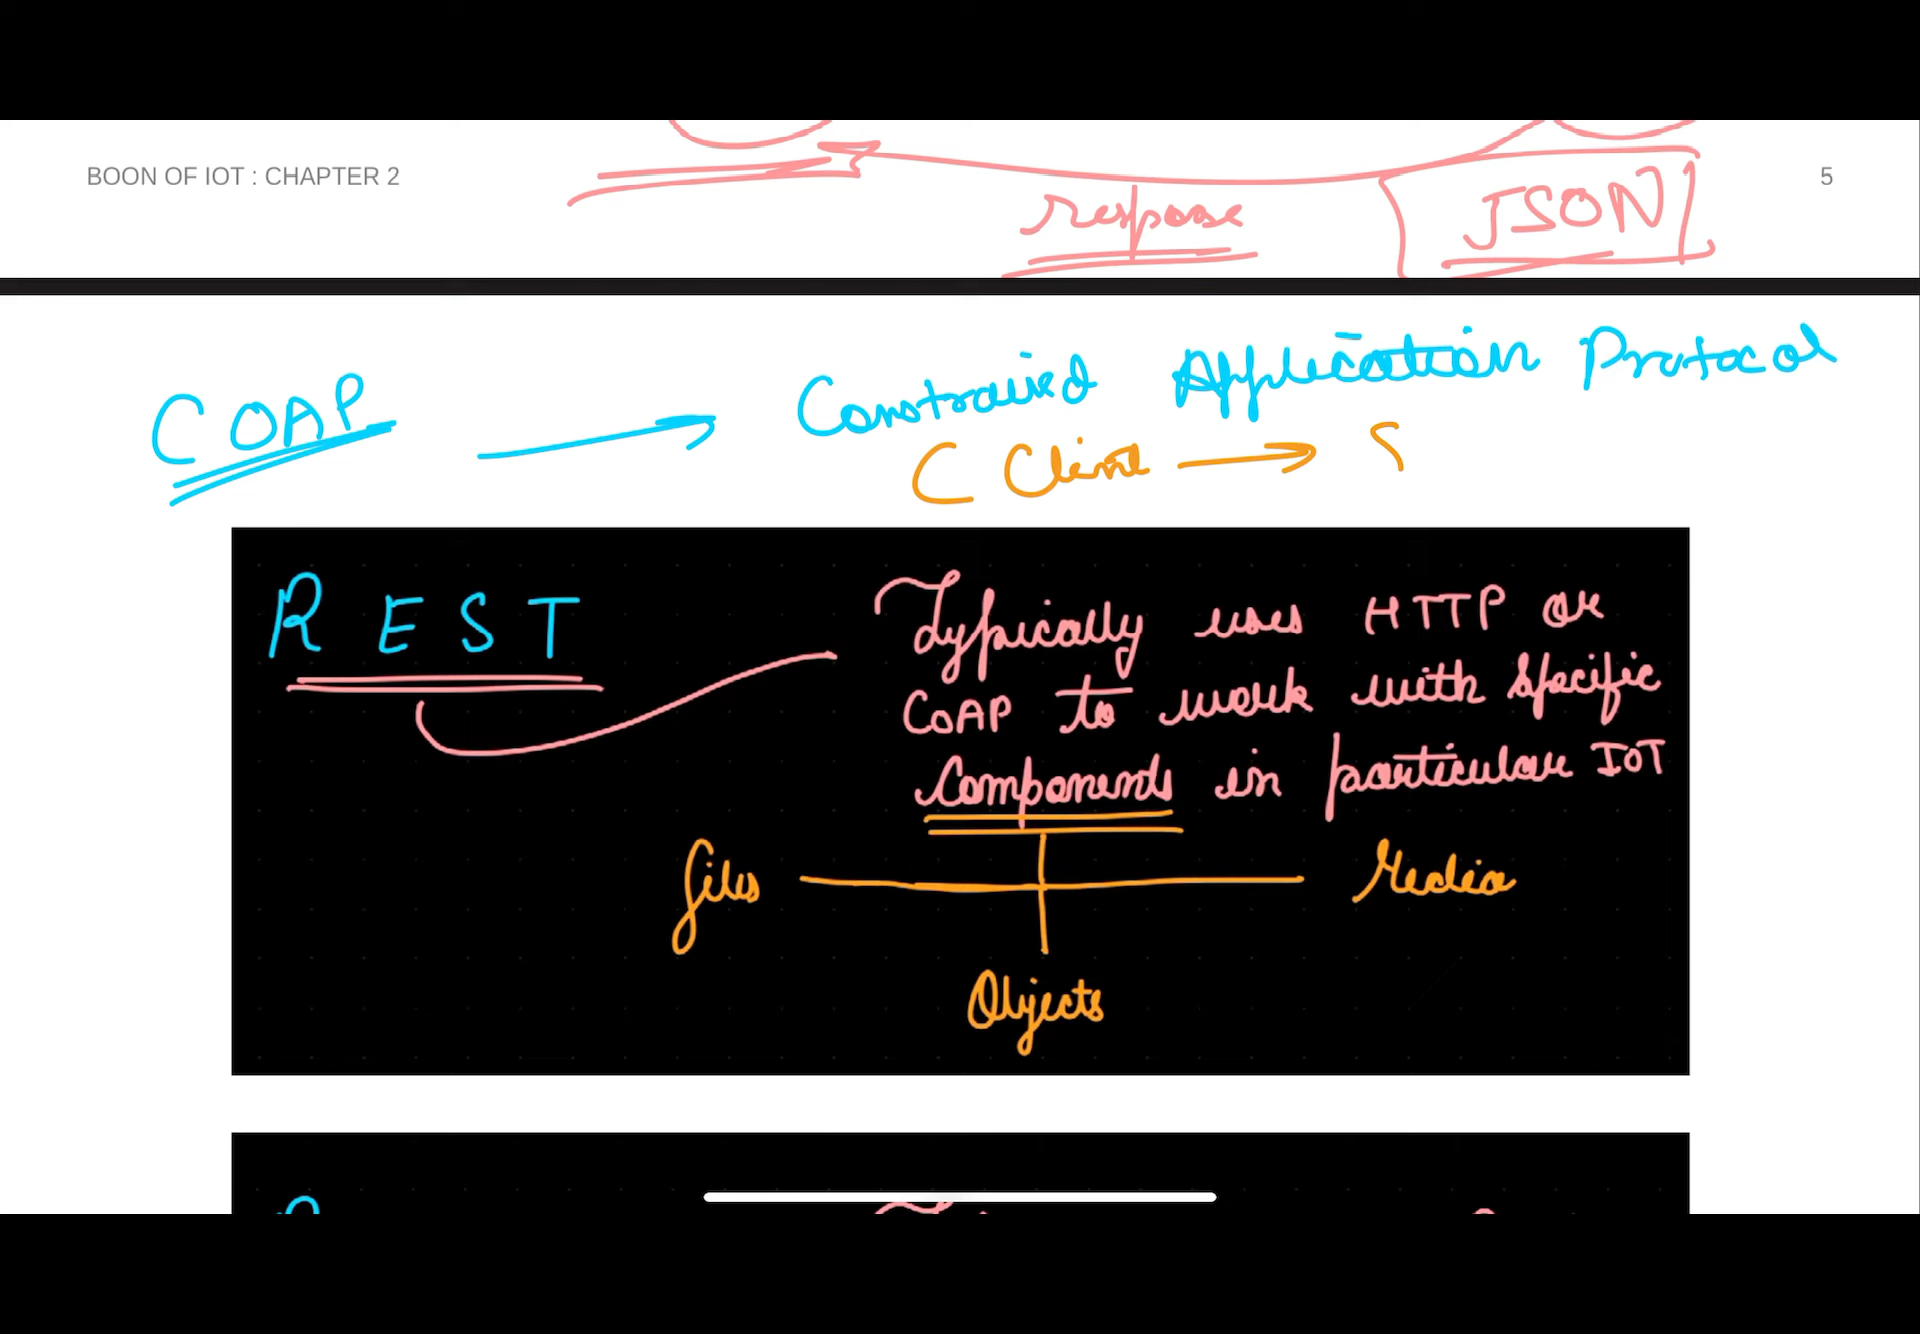 BOON OF IOT : CHAPTER 2
5
response
JSON
COAP → Constrained Application Protocol
C Client → S
REST
Typically uses HTTP or
CoAP to work with specific
Components in particular IOT
files
Media
Objects